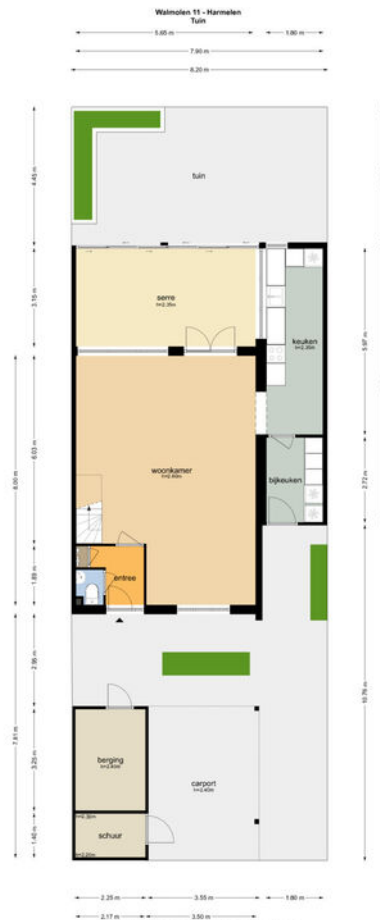 Walmolen 11 - Harmelen
Tuin
5.65 m
1.80 m
7.90 m
8.20 m
4.45 m
tuin
3.15 m
serre
h=2.35m
keuken
h=2.35m
5.97 m
6.03 m
8.00 m
woonkamer
h=2.60m
bijkeuken
2.72 m
1.89 m
entree
2.95 m
7.81 m
10.76 m
berging
h=2.40m
3.25 m
carport
h=2.40m
schuur
h=2.20m
1.40 m
2.25 m
3.55 m
1.80 m
2.17 m
3.50 m